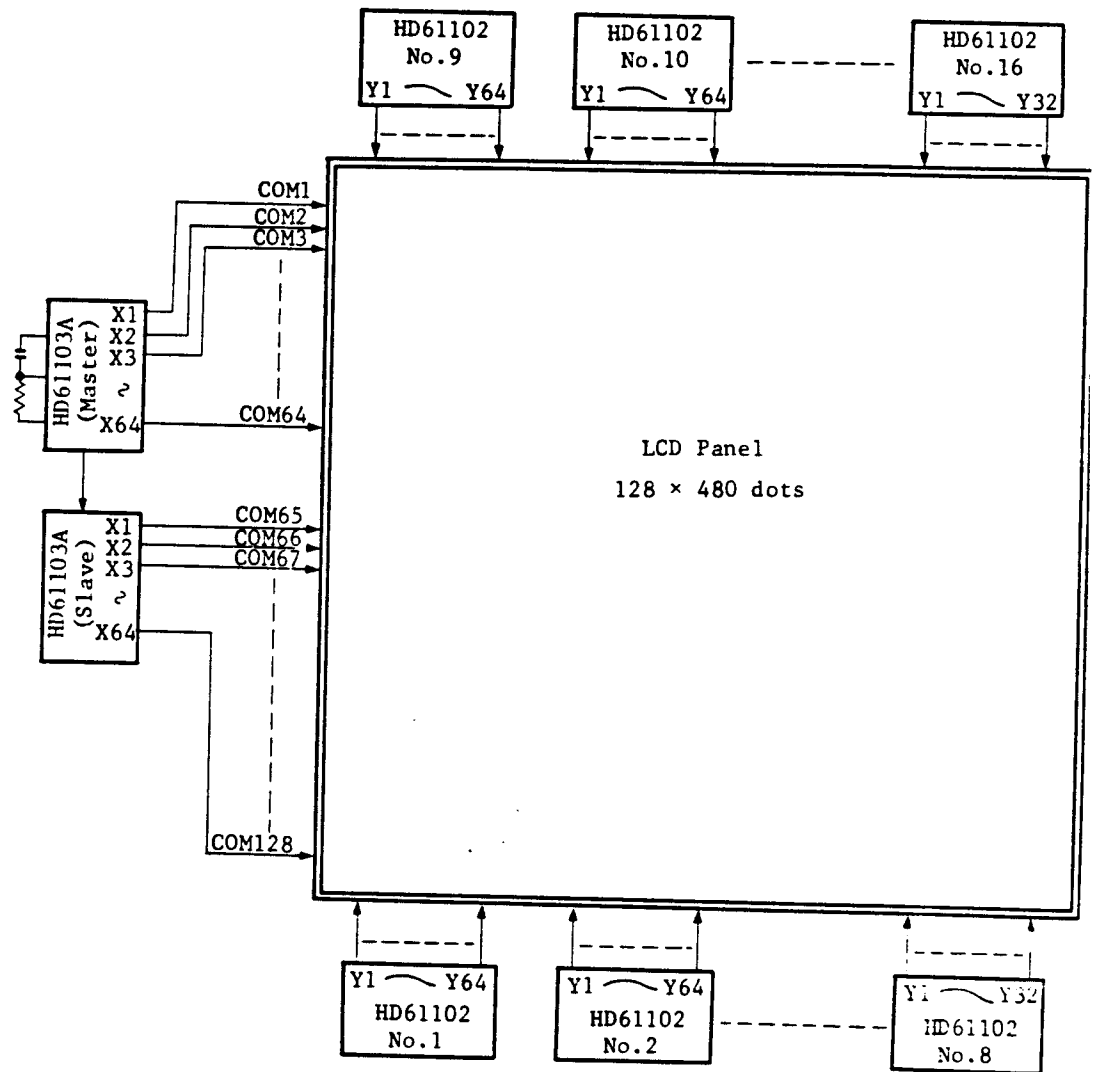 HD61102
No.9
Y1 Y64
HD61102
No.10
Y1 Y64
HD61102
No.16
Y1 Y32
COM1
COM2
COM3
COM64
HD61103A
(Master)
X1
X2
X3
~
X64
LCD Panel
128 × 480 dots
COM65
COM66
COM67
COM128
HD61103A
(Slave)
X1
X2
X3
~
X64
Y1 Y64
HD61102
No.1
Y1 Y64
HD61102
No.2
Y1 Y32
HD61102
No.8